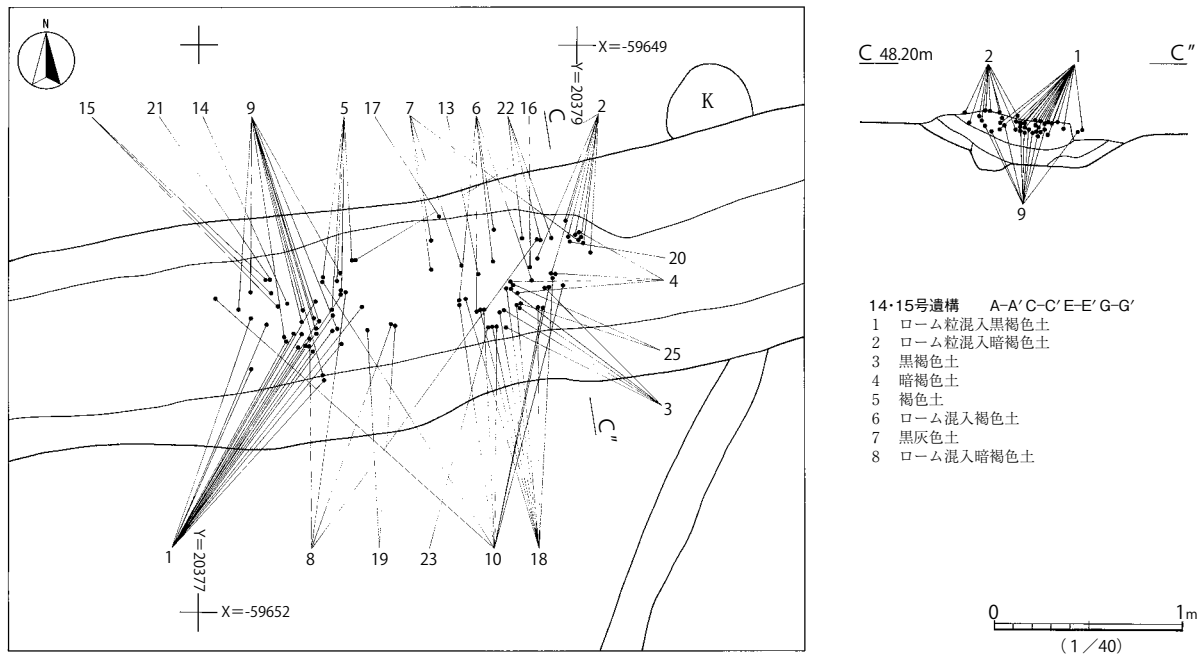 N
X=-59649
Y=20379
K
15 21 14 9 5 17 7 13 6 22 16 C 2
20
4
25
3
C″
1 8 19 23 10 18
Y=20377
X=-59652
C 48.20m 2 1 C″
9
14・15号遺構 A-A′ C-C′ E-E′ G-G′
1 ローム粒混入黒褐色土
2 ローム粒混入暗褐色土
3 黒褐色土
4 暗褐色土
5 褐色土
6 ローム混入褐色土
7 黒灰色土
8 ローム混入暗褐色土
0 1m
(1/40)